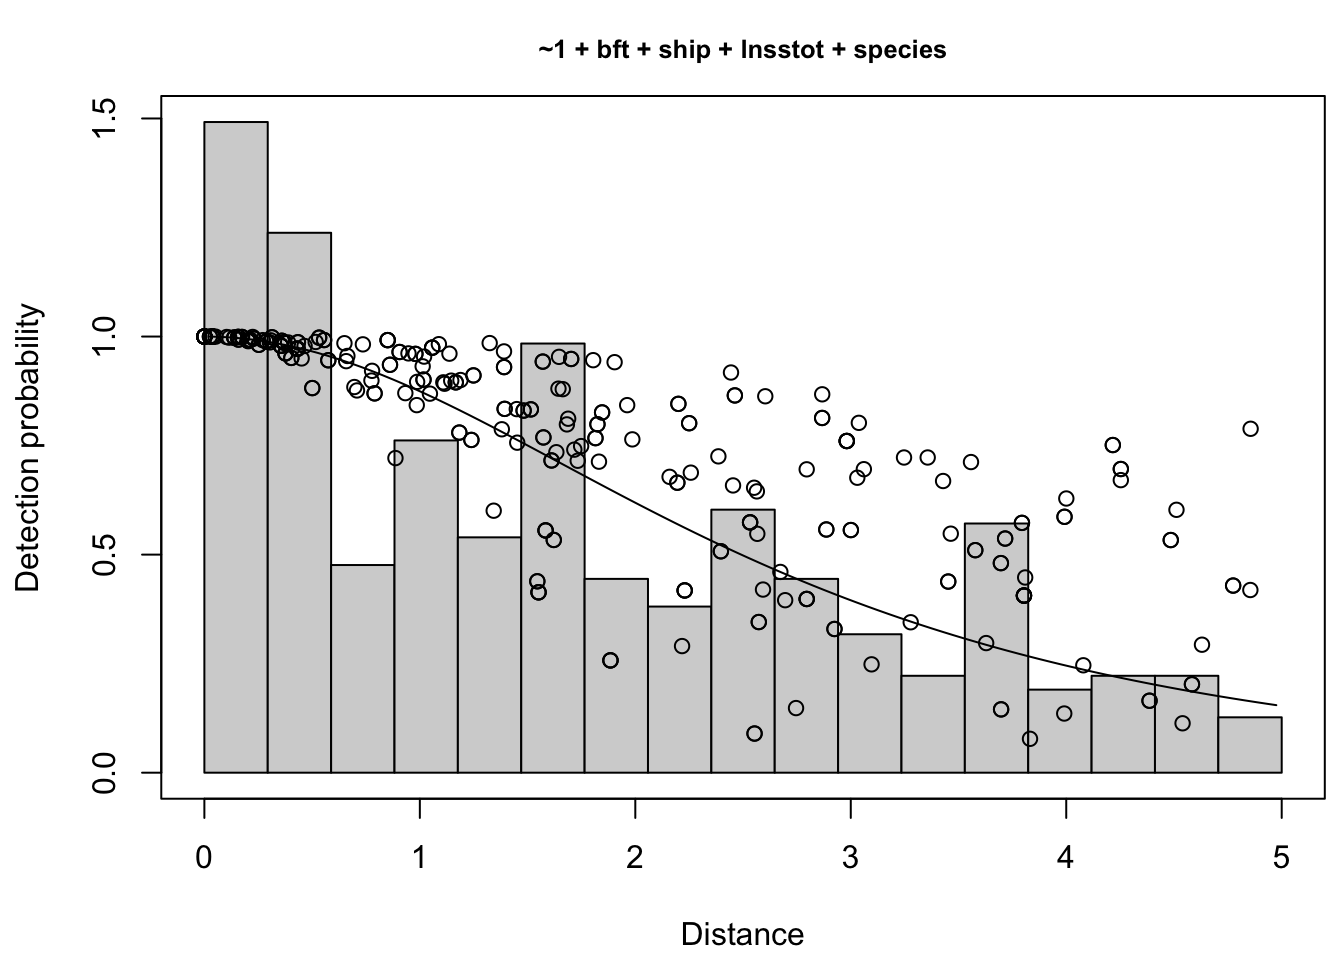 ~1 + bft + ship + lnsstot + species
1.5
1.0
0.5
0.0
Detection probability
0 1 2 3 4 5
Distance